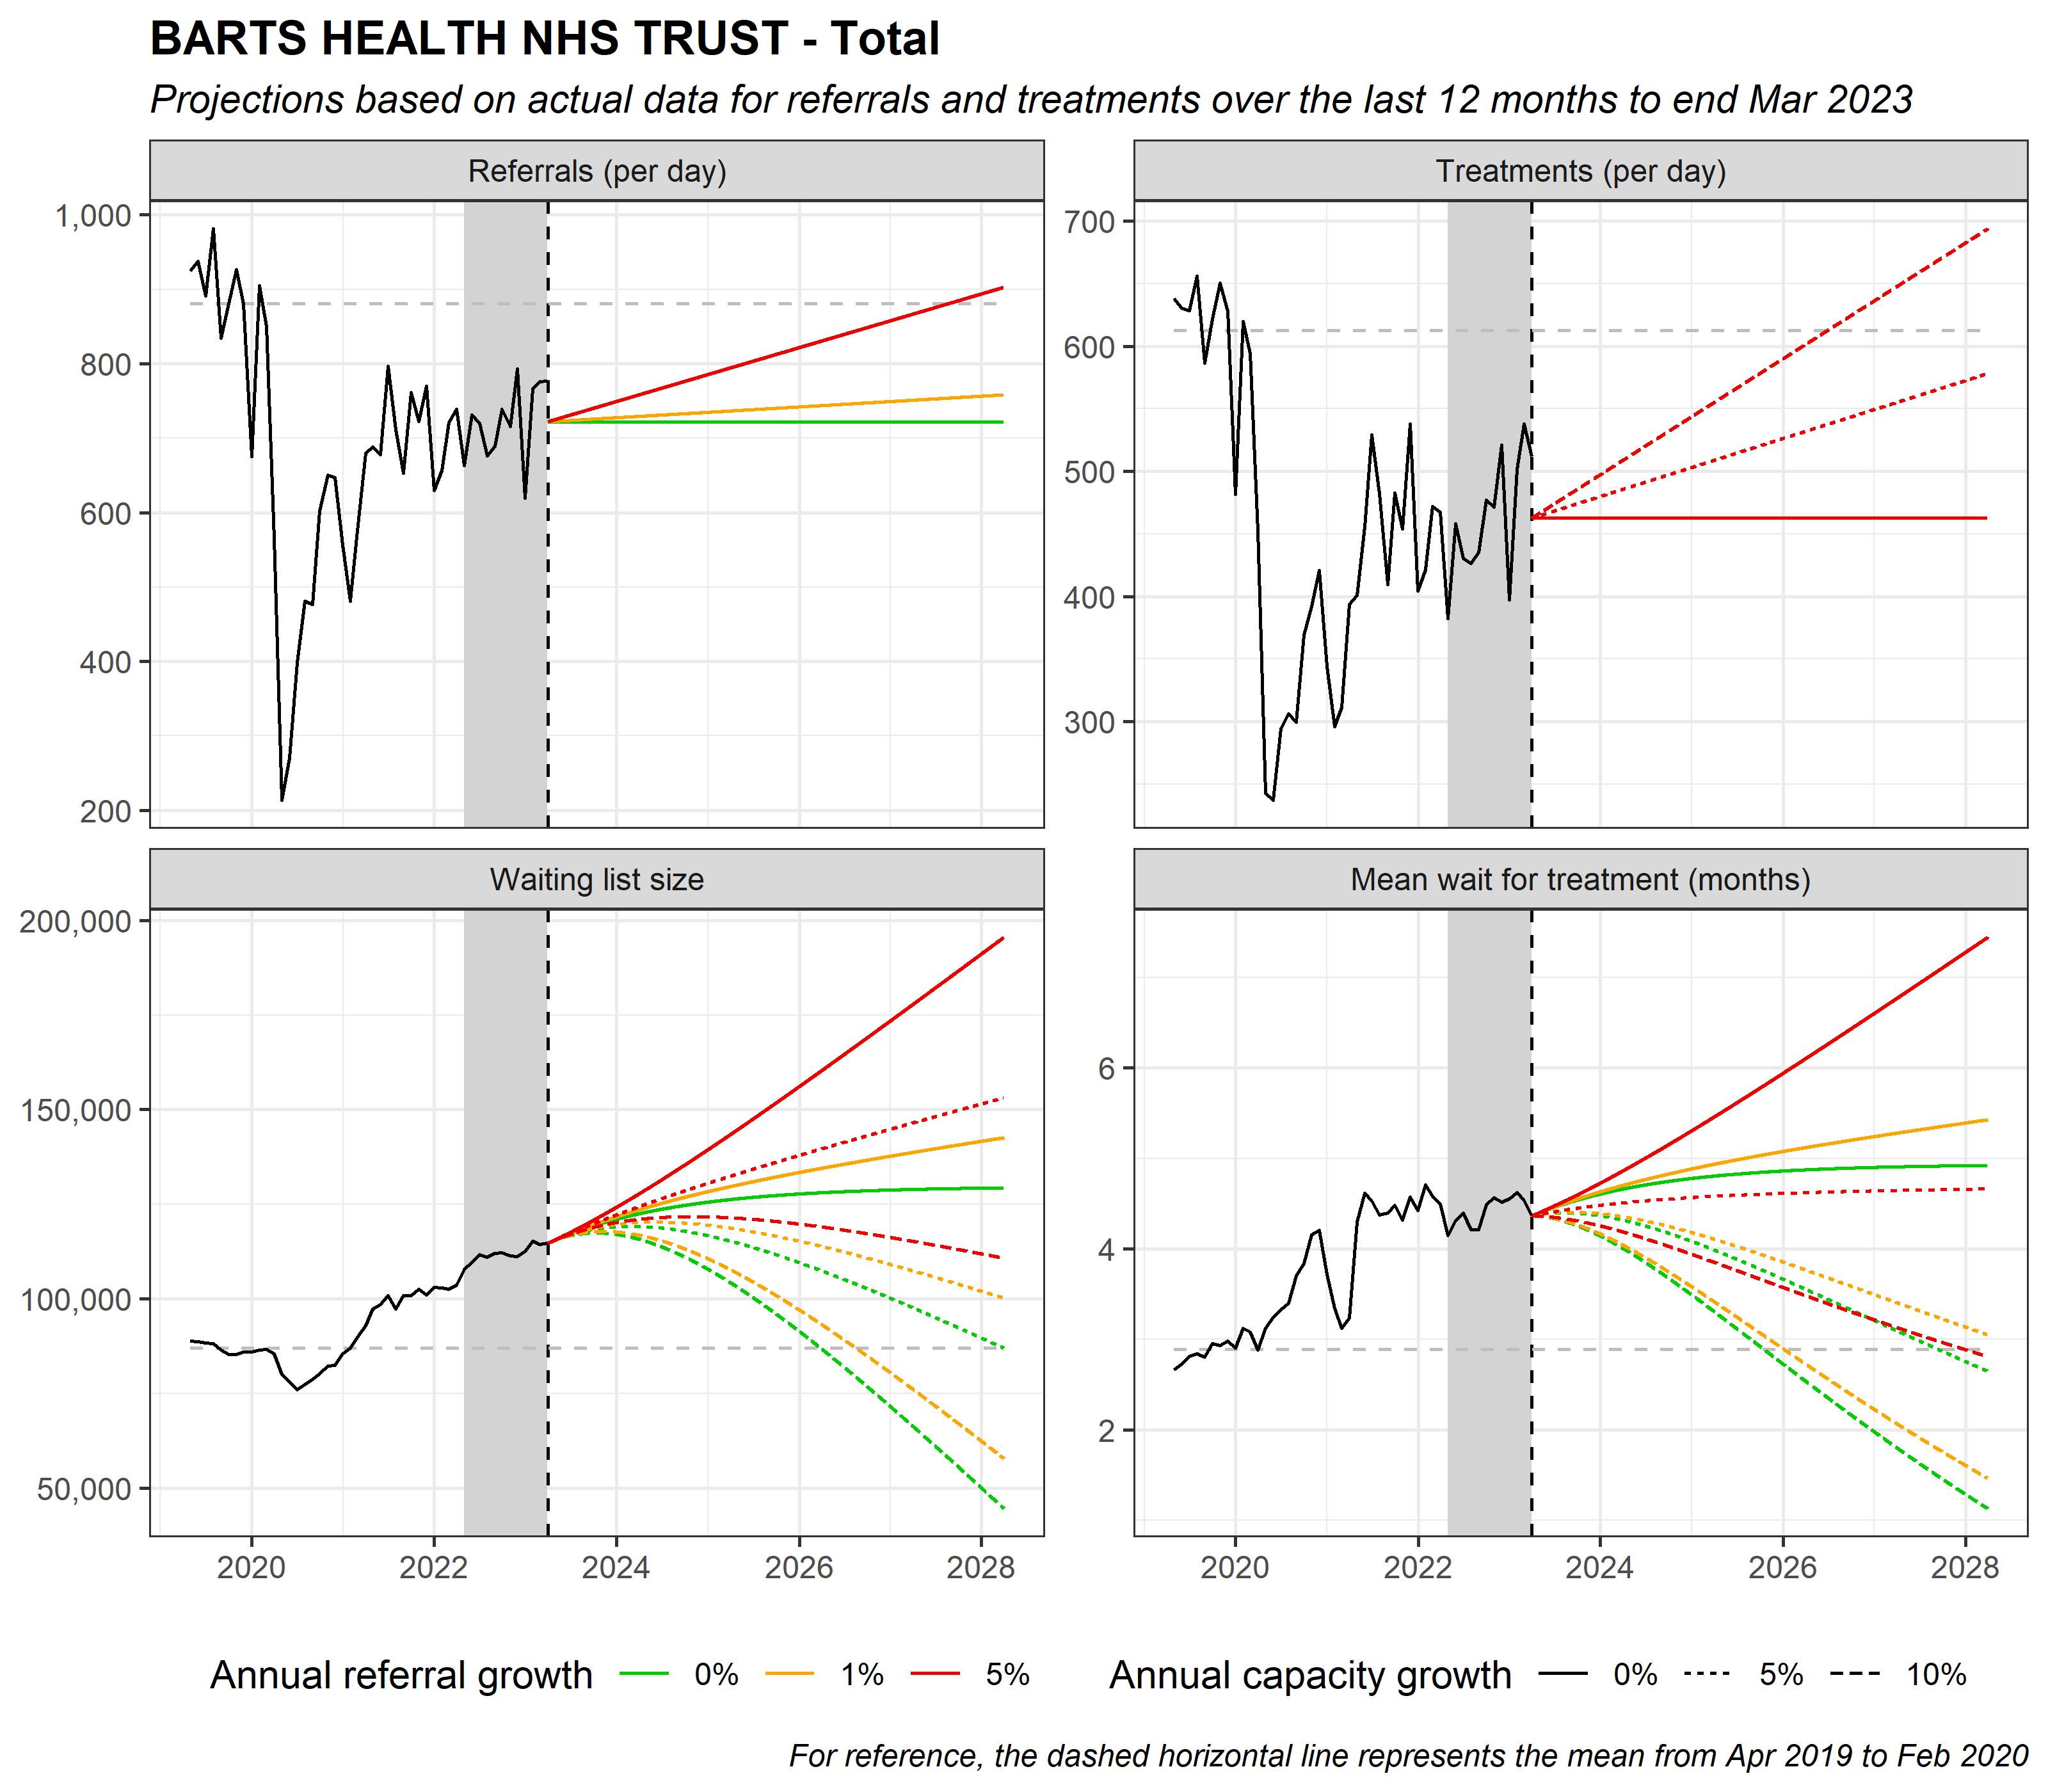 BARTS HEALTH NHS TRUST - Total
Projections based on actual data for referrals and treatments over the last 12 months to end Mar 2023
Referrals (per day)
1,000
800
600
400
200
Treatments (per day)
700
600
500
400
300
Waiting list size
200,000
150,000
100,000
50,000
2020 2022 2024 2026 2028
Mean wait for treatment (months)
6
4
2
2020 2022 2024 2026 2028
Annual referral growth 0% 1% 5%
Annual capacity growth 0% 5% 10%
For reference, the dashed horizontal line represents the mean from Apr 2019 to Feb 2020